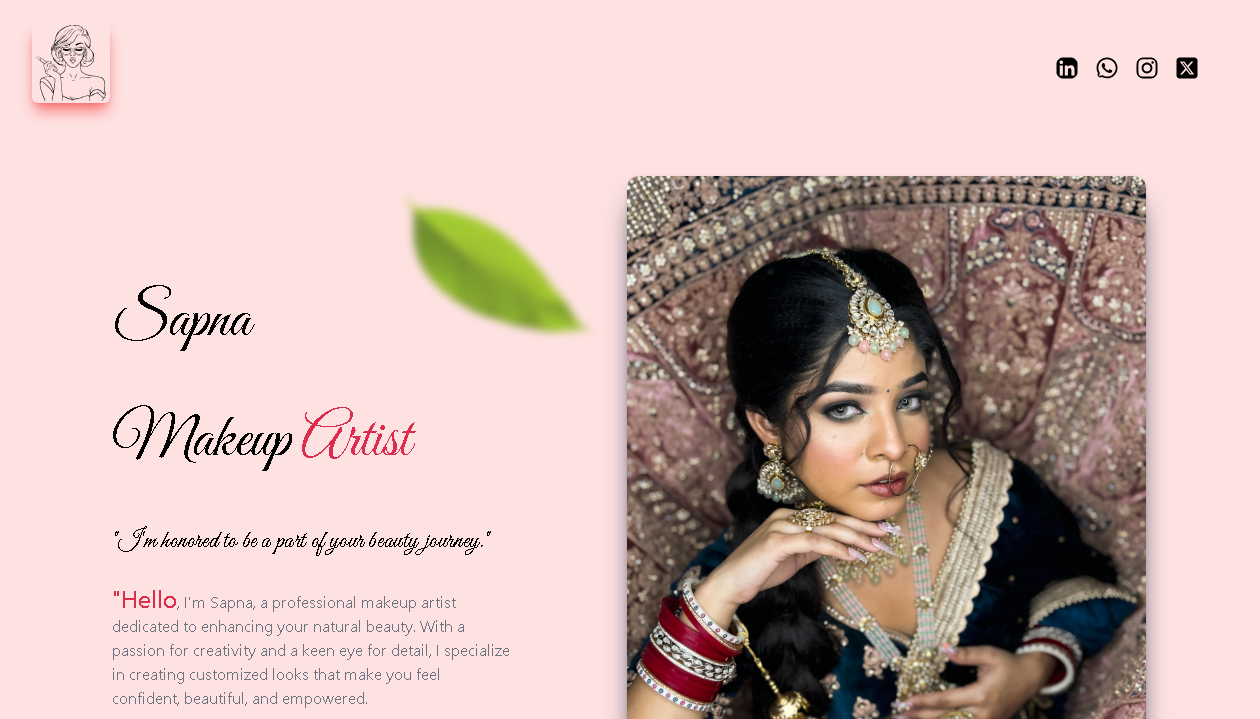 Sapna
Makeup Artist
"I'm honored to be a part of your beauty journey."
"Hello, I'm Sapna, a professional makeup artist
dedicated to enhancing your natural beauty. With a
passion for creativity and a keen eye for detail, I specialize
in creating customized looks that make you feel
confident, beautiful, and empowered.